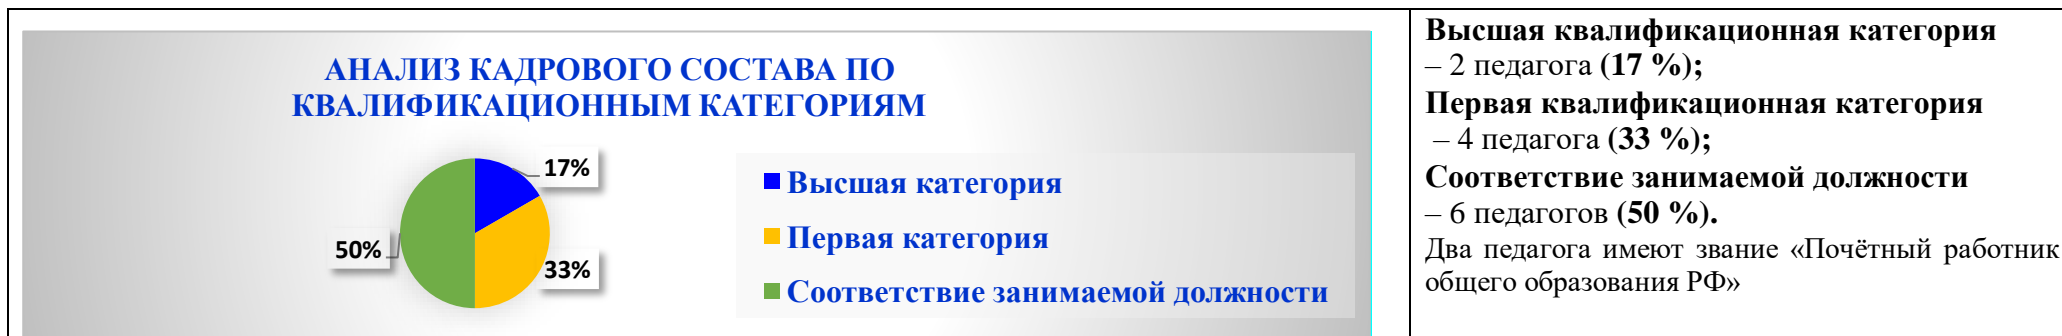 АНАЛИЗ КАДРОВОГО СОСТАВА ПО
КВАЛИФИКАЦИОННЫМ КАТЕГОРИЯМ
17%
50%
33%
Высшая категория
Первая категория
Соответствие занимаемой должности
Высшая квалификационная категория
– 2 педагога (17 %);
Первая квалификационная категория
– 4 педагога (33 %);
Соответствие занимаемой должности
– 6 педагогов (50 %).
Два педагога имеют звание «Почётный работник
общего образования РФ»